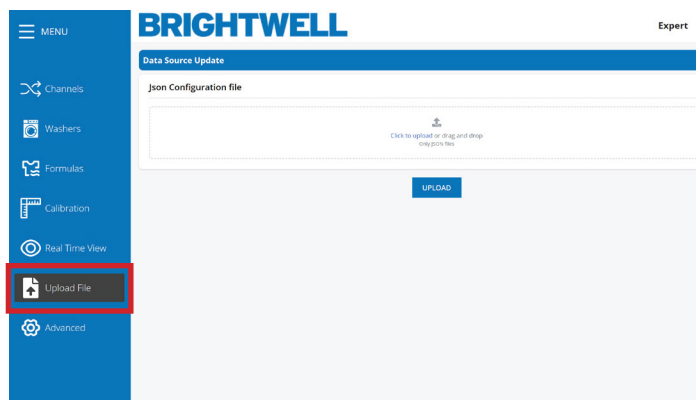 MENU
BRIGHTWELL
Expert
Data Source Update
Json Configuration file
Click to upload or drag and drop
Only JSON files
UPLOAD
Channels
Washers
Formulas
Calibration
Real Time View
Upload File
Advanced